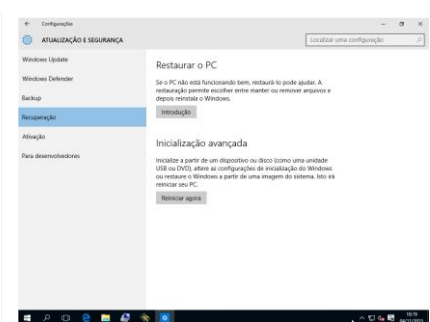 Configurações
ATUALIZAÇÃO E SEGURANÇA
Localizar uma configuração
Windows Update
Windows Defender
Backup
Recuperação
Ativação
Para desenvolvedores
Restaurar o PC
Se o PC não está funcionando bem, restaurá-lo pode ajudar. A
restauração permite escolher entre manter ou remover arquivos e
depois reinstala o Windows.
Introdução
Inicialização avançada
Inicialize a partir de um dispositivo ou disco (como uma unidade
USB ou DVD), altere as configurações de inicialização do Windows
ou restaure o Windows a partir de uma imagem do sistema. Isto irá
reiniciar seu PC.
Reiniciar agora